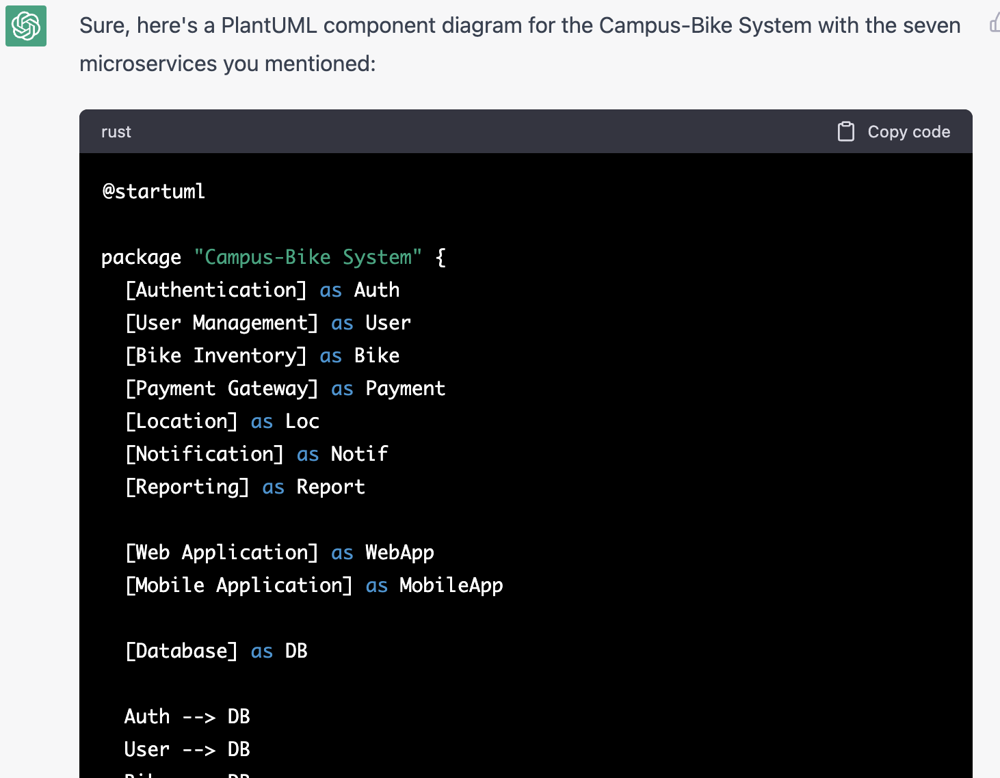 Sure, here's a PlantUML component diagram for the Campus-Bike System with the seven
microservices you mentioned:
rust Copy code
@startuml
package "Campus-Bike System" {
[Authentication] as Auth
[User Management] as User
[Bike Inventory] as Bike
[Payment Gateway] as Payment
[Location] as Loc
[Notification] as Notif
[Reporting] as Report
[Web Application] as WebApp
[Mobile Application] as MobileApp
[Database] as DB
Auth --> DB
User --> DB